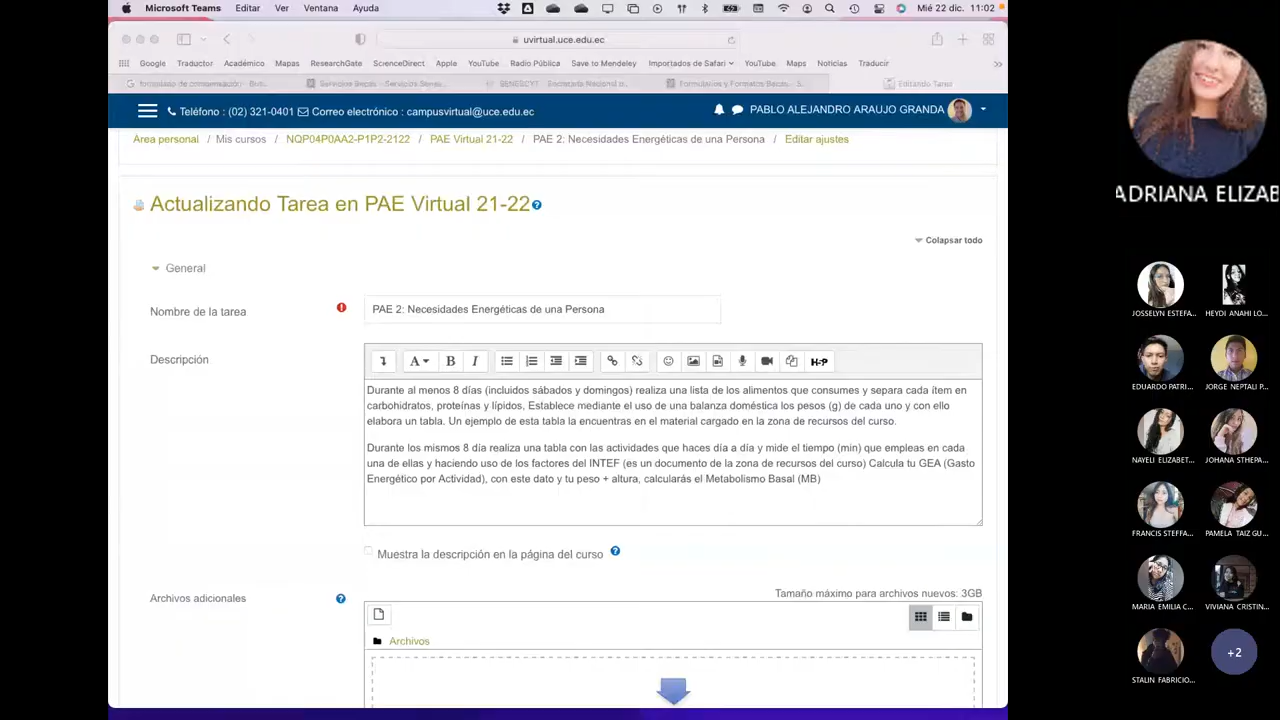 Microsoft Teams Editar Ver Ventana Ayuda Mié 22 dic. 11:02
uvirtual.uce.edu.ec
Google Traductor Académico Mapas ResearchGate ScienceDirect Apple YouTube Radio Pública Save to Mendeley Importados de Safari YouTube Maps Noticias Traducir
Editando Tarea
Teléfono : (02) 321-0401 Correo electrónico : campusvirtual@uce.edu.ec PABLO ALEJANDRO ARAUJO GRANDA
Área personal / Mis cursos / NQP04P0AA2-P1P2-2122 / PAE Virtual 21-22 / PAE 2: Necesidades Energéticas de una Persona / Editar ajustes
Actualizando Tarea en PAE Virtual 21-22
Colapsar todo
General
Nombre de la tarea
PAE 2: Necesidades Energéticas de una Persona
Descripción
A B I H-P
Durante al menos 8 días (incluidos sábados y domingos) realiza una lista de los alimentos que consumes y separa cada ítem en
carbohidratos, proteínas y lípidos, Establece mediante el uso de una balanza doméstica los pesos (g) de cada uno y con ello
elabora un tabla. Un ejemplo de esta tabla la encuentras en el material cargado en la zona de recursos del curso.
Durante los mismos 8 día realiza una tabla con las actividades que haces día a día y mide el tiempo (min) que empleas en cada
una de ellas y haciendo uso de los factores del INTEF (es un documento de la zona de recursos del curso) Calcula tu GEA (Gasto
Energético por Actividad), con este dato y tu peso + altura, calcularás el Metabolismo Basal (MB)
Muestra la descripción en la página del curso
Archivos adicionales
Tamaño máximo para archivos nuevos: 3GB
Archivos
ADRIANA ELIZAB
JOSSELYN ESTEFA... HEYDI ANAHI LO...
EDUARDO PATRI... JORGE NEPTALI P...
NAYELI ELIZABET... JOHANA STHEPA...
FRANCIS STEFFA... PAMELA TAIZ GU...
MARIA EMILIA C... VIVIANA CRISTIN...
+2
STALIN FABRICIO...